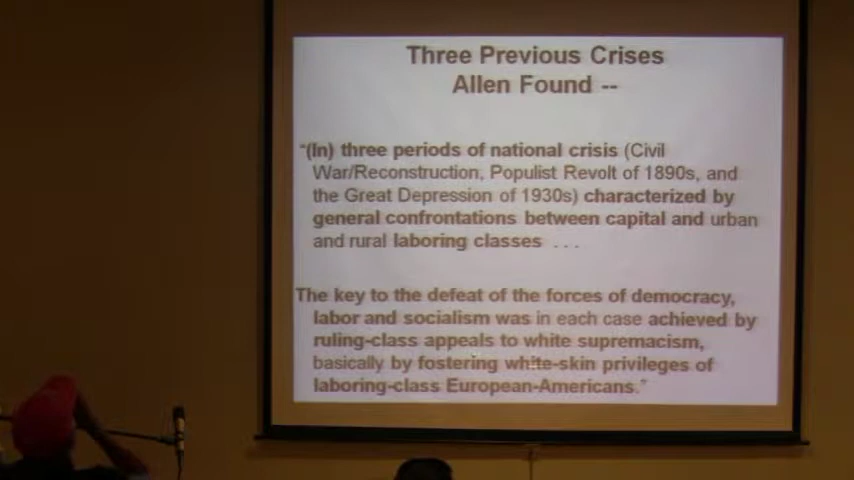 Three Previous Crises
Allen Found --
"(In) three periods of national crisis (Civil
War/Reconstruction, Populist Revolt of 1890s, and
the Great Depression of 1930s) characterized by
general confrontations between capital and urban
and rural laboring classes . . .
The key to the defeat of the forces of democracy,
labor and socialism was in each case achieved by
ruling-class appeals to white supremacism,
basically by fostering white-skin privileges of
laboring-class European-Americans."